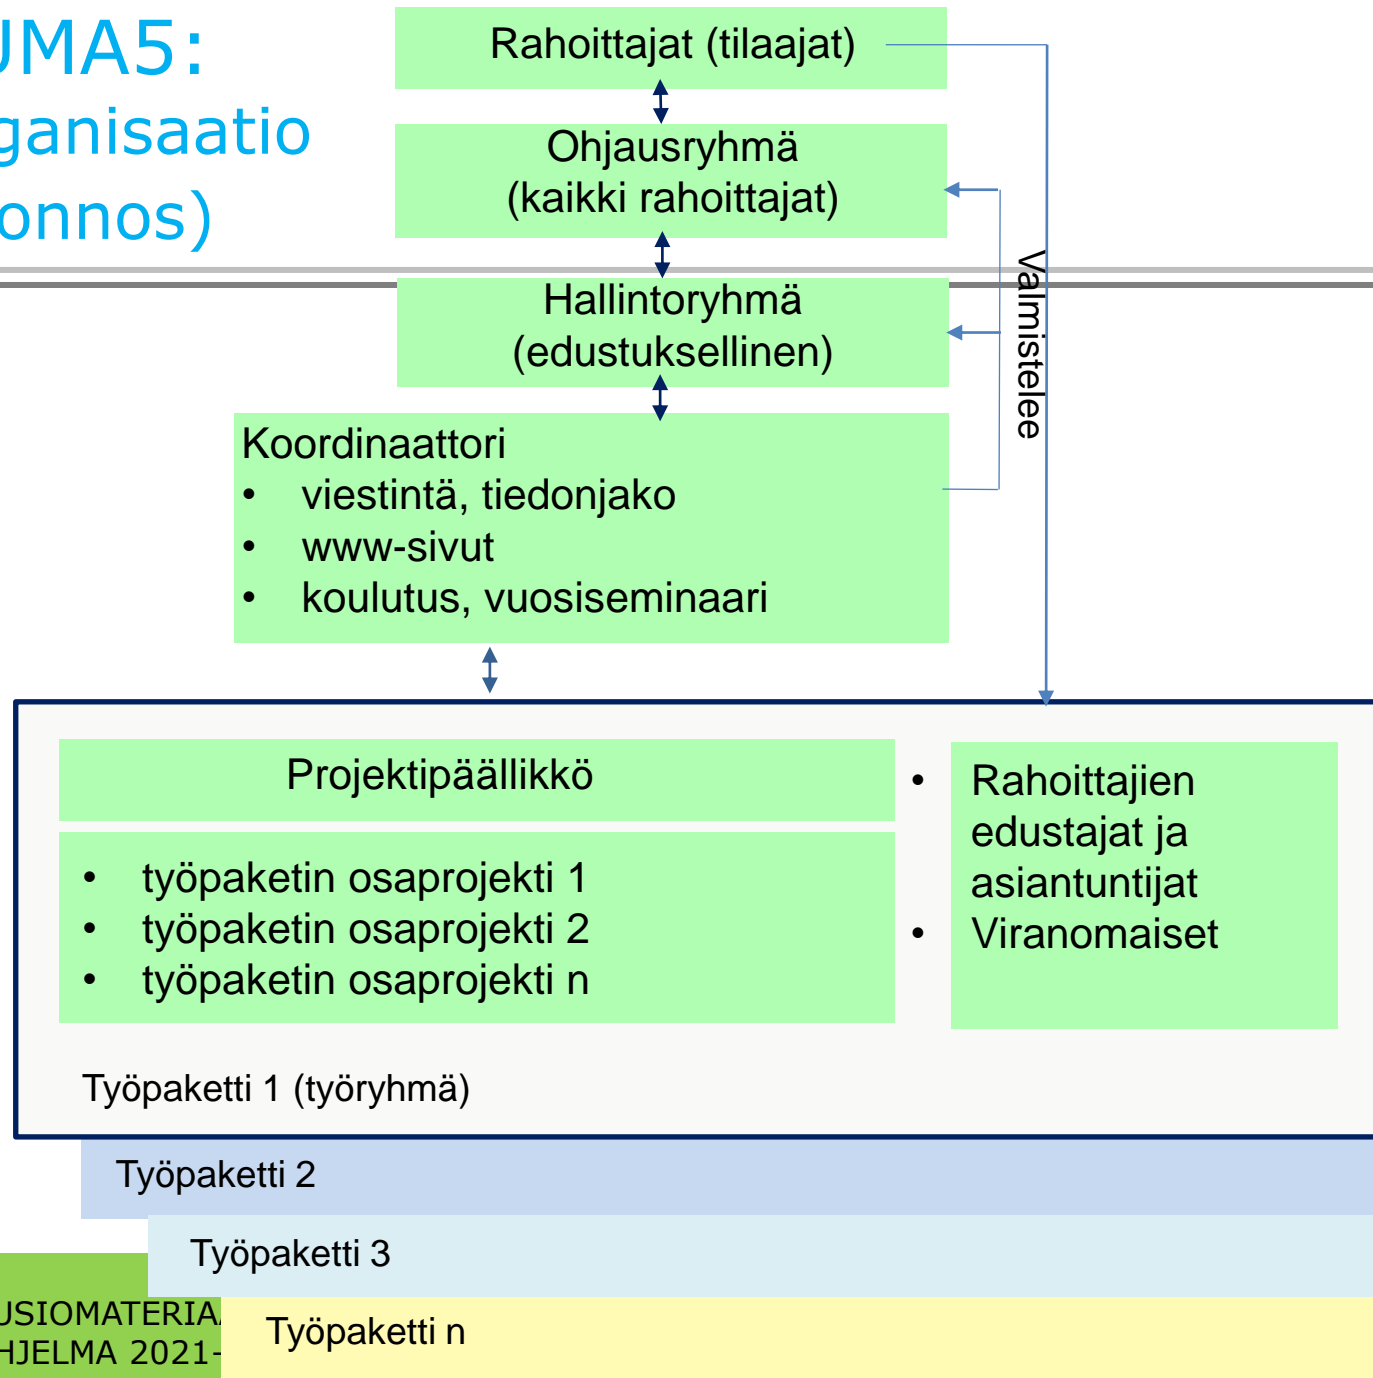 UMA5:
ganisaatio
onnos)
Rahoittajat (tilaajat)
Ohjausryhmä
(kaikki rahoittajat)
Hallintoryhmä
(edustuksellinen)
Valmistelee
Koordinaattori
• viestintä, tiedonjako
• www-sivut
• koulutus, vuosiseminaari
Projektipäällikkö
• työpaketin osaprojekti 1
• työpaketin osaprojekti 2
• työpaketin osaprojekti n
• Rahoittajien
edustajat ja
asiantuntijat
• Viranomaiset
Työpaketti 1 (työryhmä)
Työpaketti 2
Työpaketti 3
Työpaketti n
USIOMATERIA
HJELMA 2021-